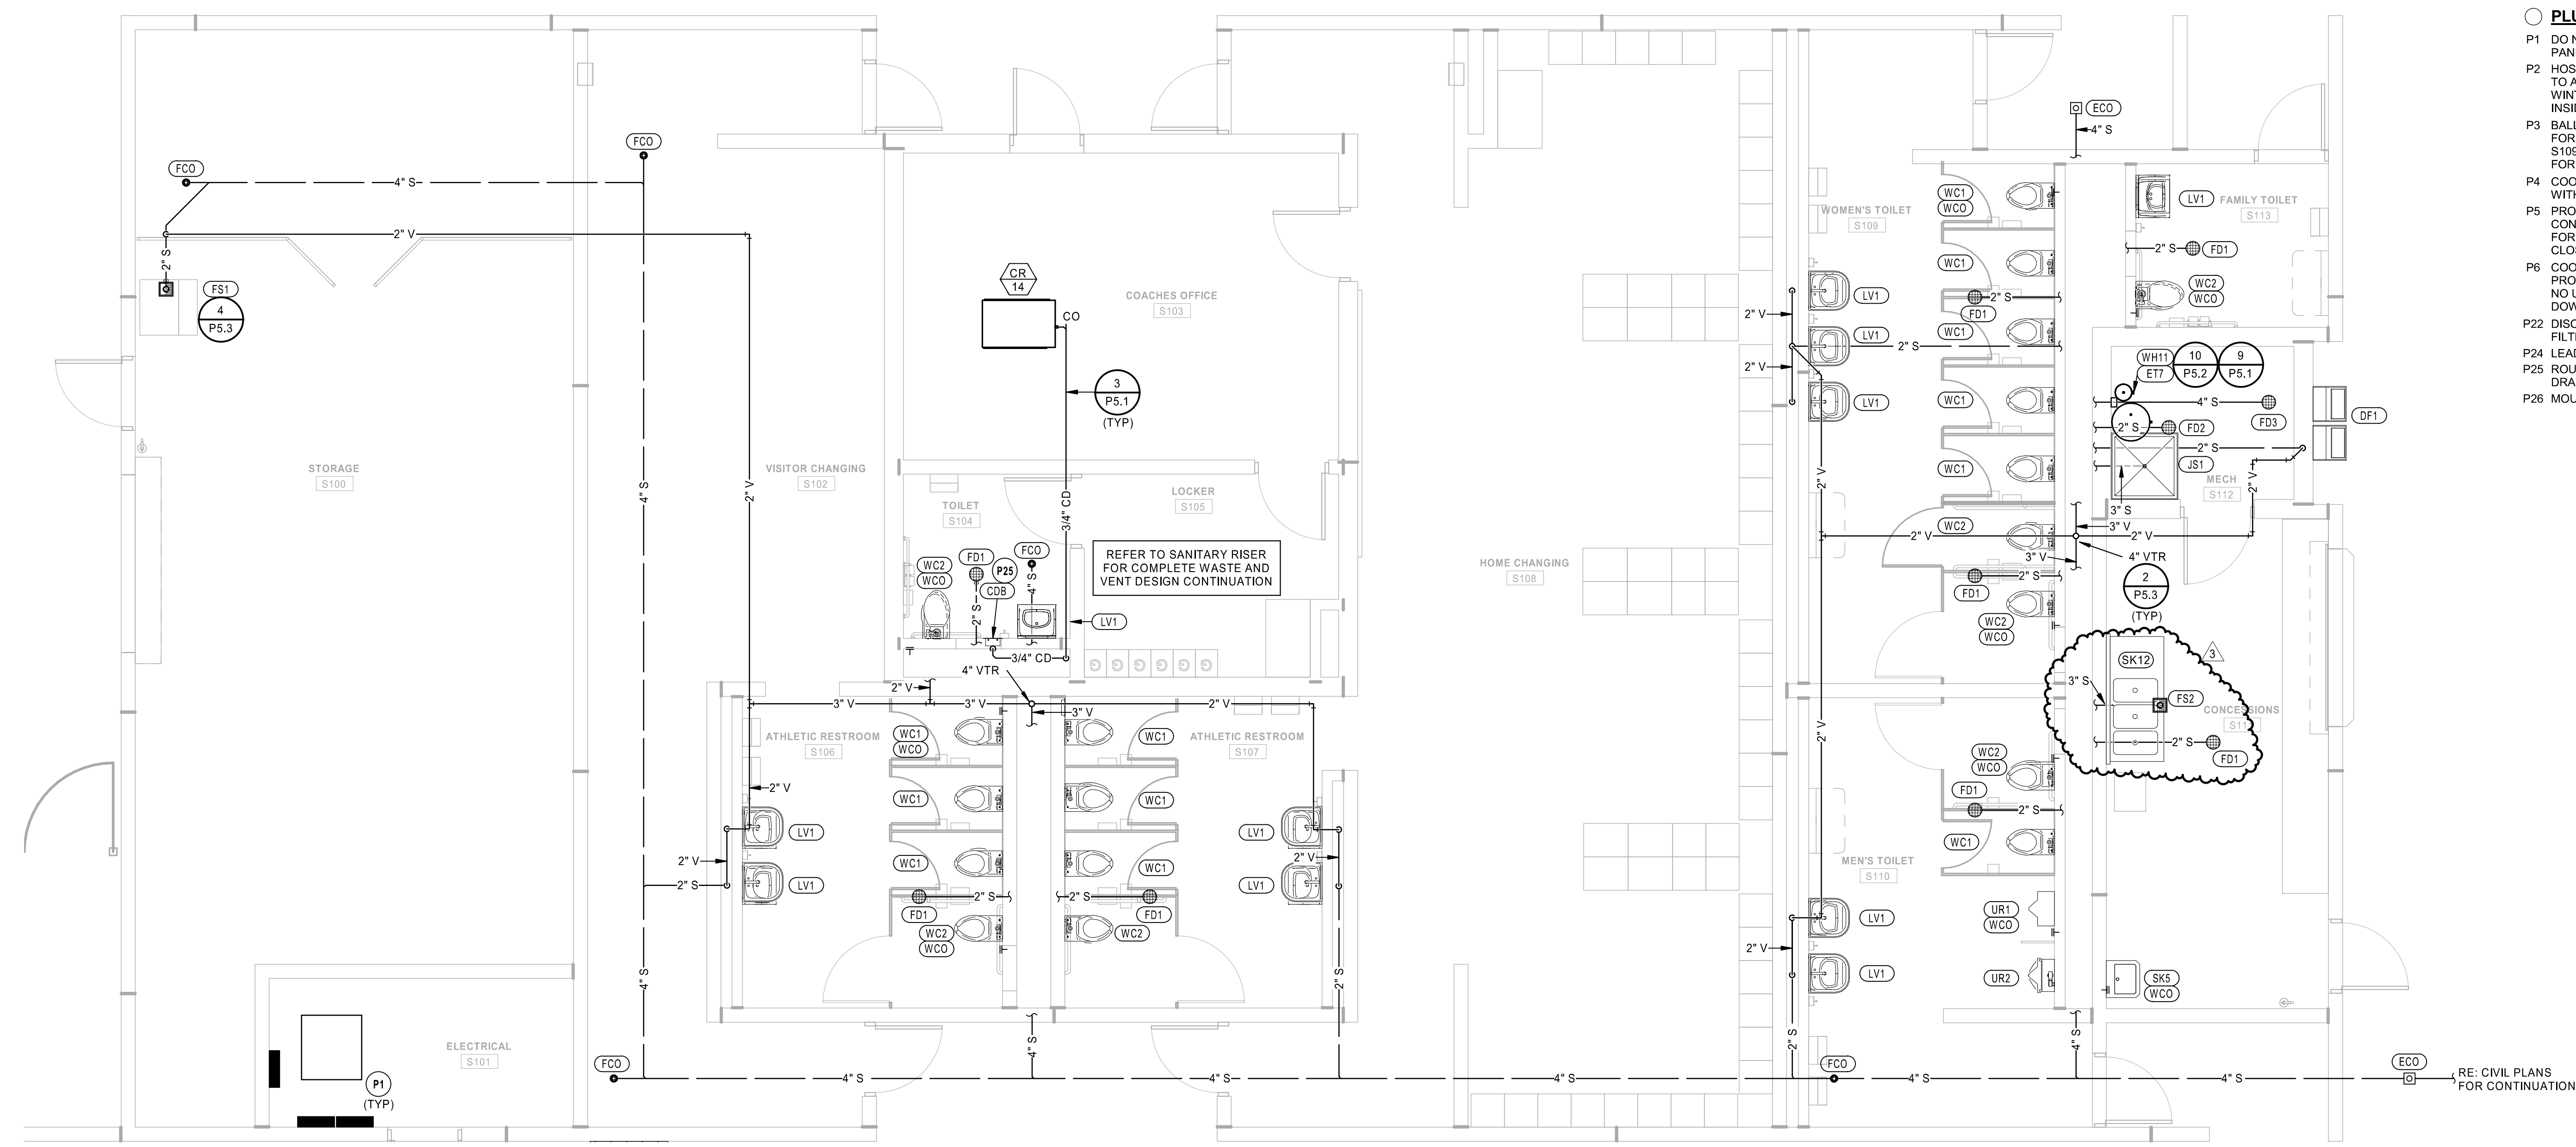 PLU
P1 DO N
PAN
P2 HOS
TO A
WINT
INSID
P3 BALL
FOR
S109
FOR
P4 COO
WITH
P5 PRO
CON
FOR
CLOS
P6 COO
PRO
NO U
DOW
P22 DISC
FILT
P24 LEAD
P25 ROU
DRA
P26 MOU
FCO
FCO
4" S
2" V
2" S
FS1
4
P5.3
STORAGE
S100
4" S
4" S
ELECTRICAL
S101
P1
(TYP)
FCO
VISITOR CHANGING
S102
2" V
CR
14
CO
COACHES OFFICE
S103
3
P5.1
(TYP)
3/4" CD
TOILET
S104
LOCKER
S105
WC2
WCO
FD1
P25
CDB
FCO
4" S
2" S
LV1
3/4" CD
REFER TO SANITARY RISER
FOR COMPLETE WASTE AND
VENT DESIGN CONTINUATION
4" VTR
2" V
3" V
3" V
3" V
2" V
ATHLETIC RESTROOM
S106
2" V
LV1
LV1
2" V
2" S
WC1
WCO
WC1
WC1
FD1
2" S
WC2
WCO
ATHLETIC RESTROOM
S107
WC1
WC1
WC1
2" S
FD1
WC2
LV1
LV1
2" V
2" S
4" S
HOME CHANGING
S108
WOMEN'S TOILET
S109
LV1
LV1
LV1
2" V
2" V
2" S
WC1
WCO
WC1
2" S
FD1
WC1
WC1
WC1
WC2
2" V
2" V
2" S
FD1
WC2
WCO
2" V
ECO
4" S
LV1
FAMILY TOILET
S113
2" S
FD1
WC2
WCO
WH11
ET7
10
P5.2
9
P5.1
4" S
FD3
DF1
2" S
FD2
2" S
JS1
MECH
S112
2" V
3" S
3" V
2" V
3" V
4" VTR
2
P5.3
(TYP)
SK12
3
3" S
FS2
CONCESSIONS
S11
2" S
FD1
WC2
WCO
FD1
2" S
WC1
MEN'S TOILET
S110
UR1
WCO
UR2
LV1
2" V
LV1
2" S
SK5
WCO
4" S
FCO
4" S
4" S
4" S
4" S
4" S
ECO
RE: CIVIL PLANS
FOR CONTINUATION